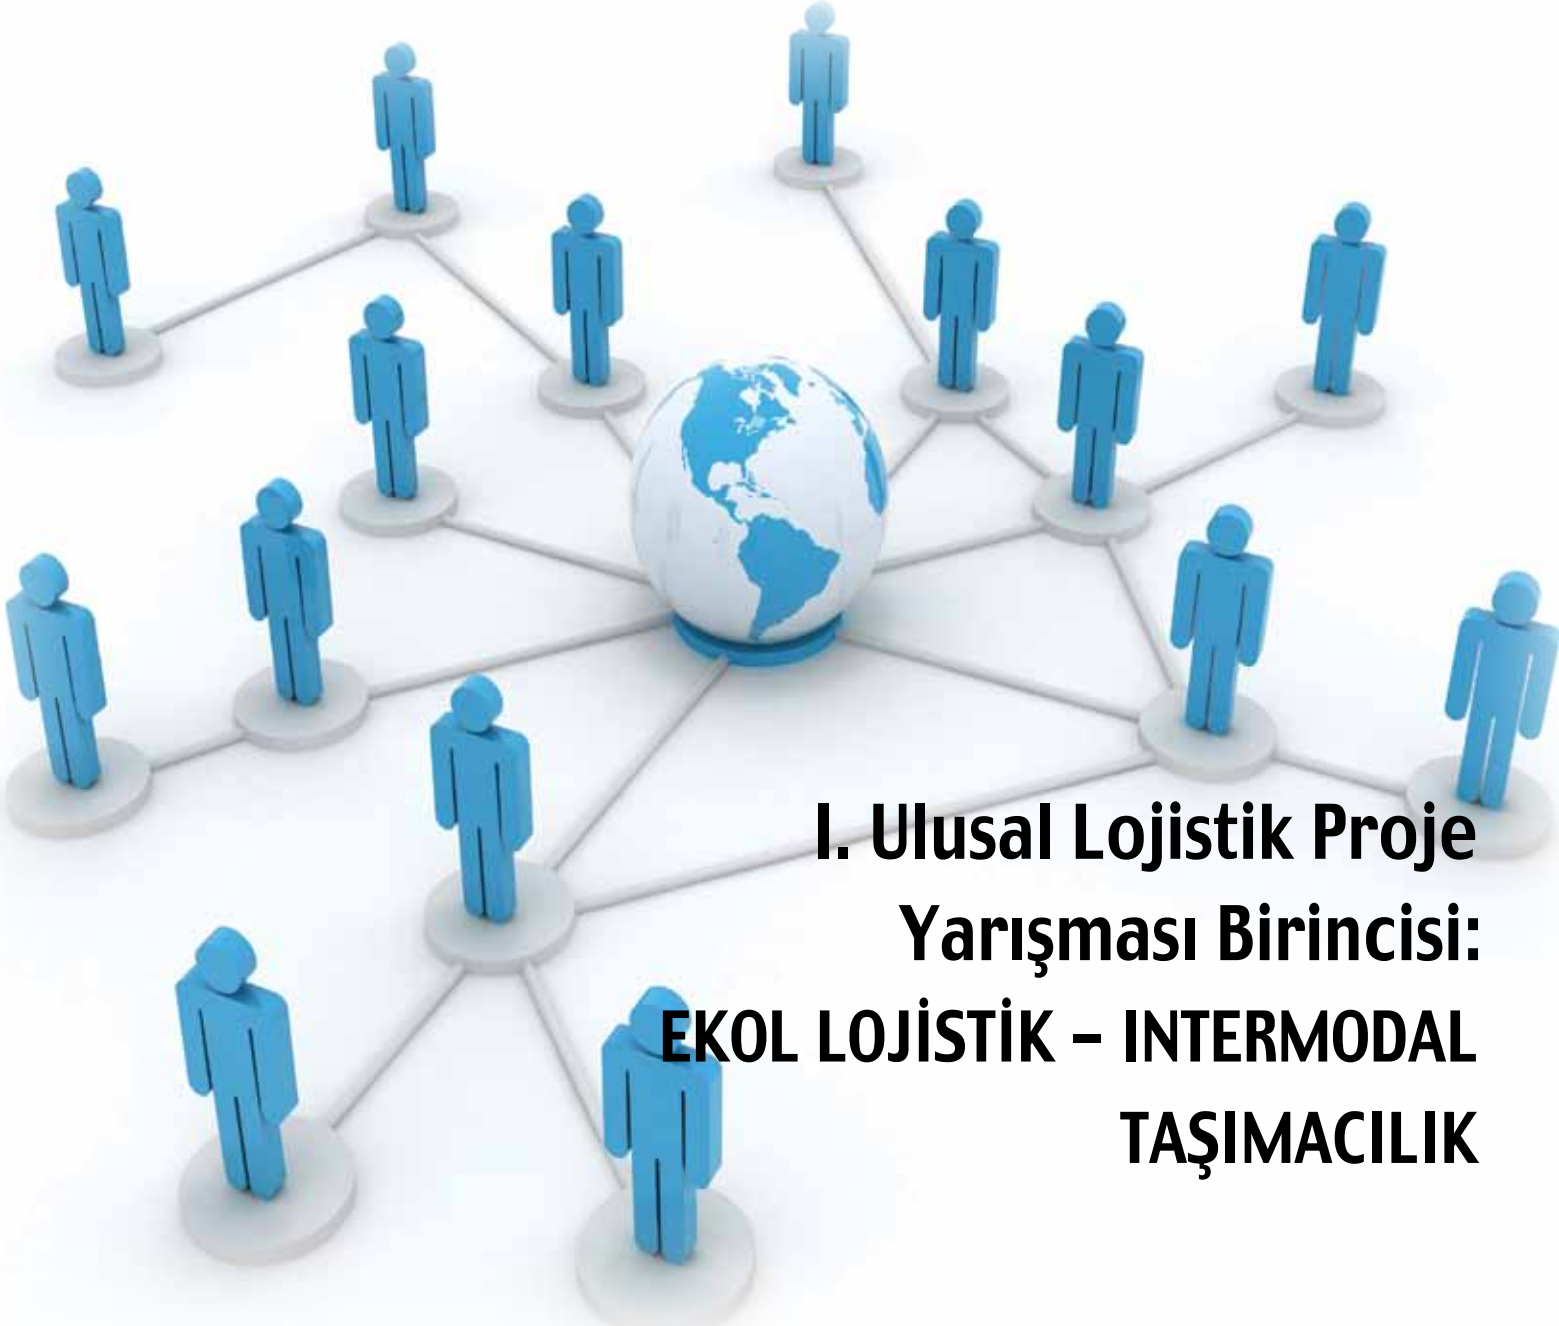 I. Ulusal Lojistik Proje
Yarışması Birincisi:
EKOL LOJİSTİK – INTERMODAL
TAŞIMACILIK